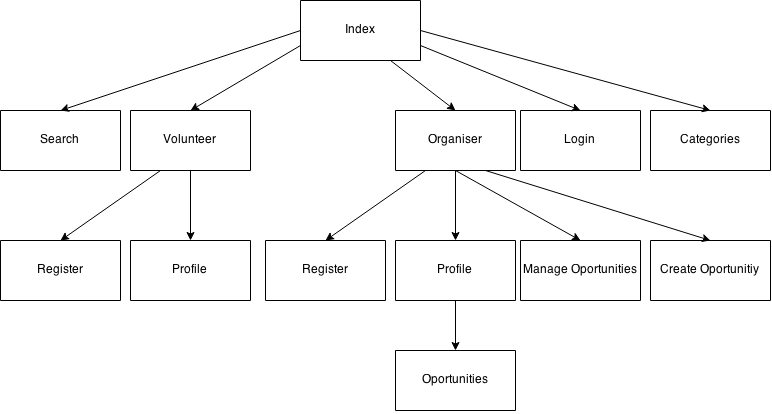 Index
Search
Volunteer
Organiser
Login
Categories
Register
Profile
Register
Profile
Manage Oportunities
Create Oportunitiy
Oportunities